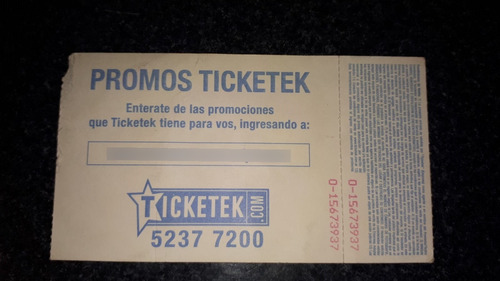 PROMOS TICKETEK
Enterate de las promociones
que Ticketek tiene para vos, ingresando a:
TICKETEK.COM
5237 7200
0-15673937
0-15673937